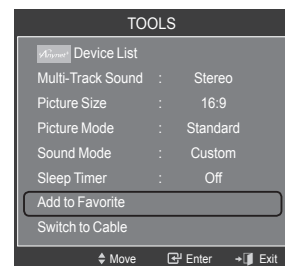 TOOLS
Anynet+ Device List
Multi-Track Sound : Stereo
Picture Size : 16:9
Picture Mode : Standard
Sound Mode : Custom
Sleep Timer : Off
Add to Favorite
Switch to Cable
Move Enter Exit